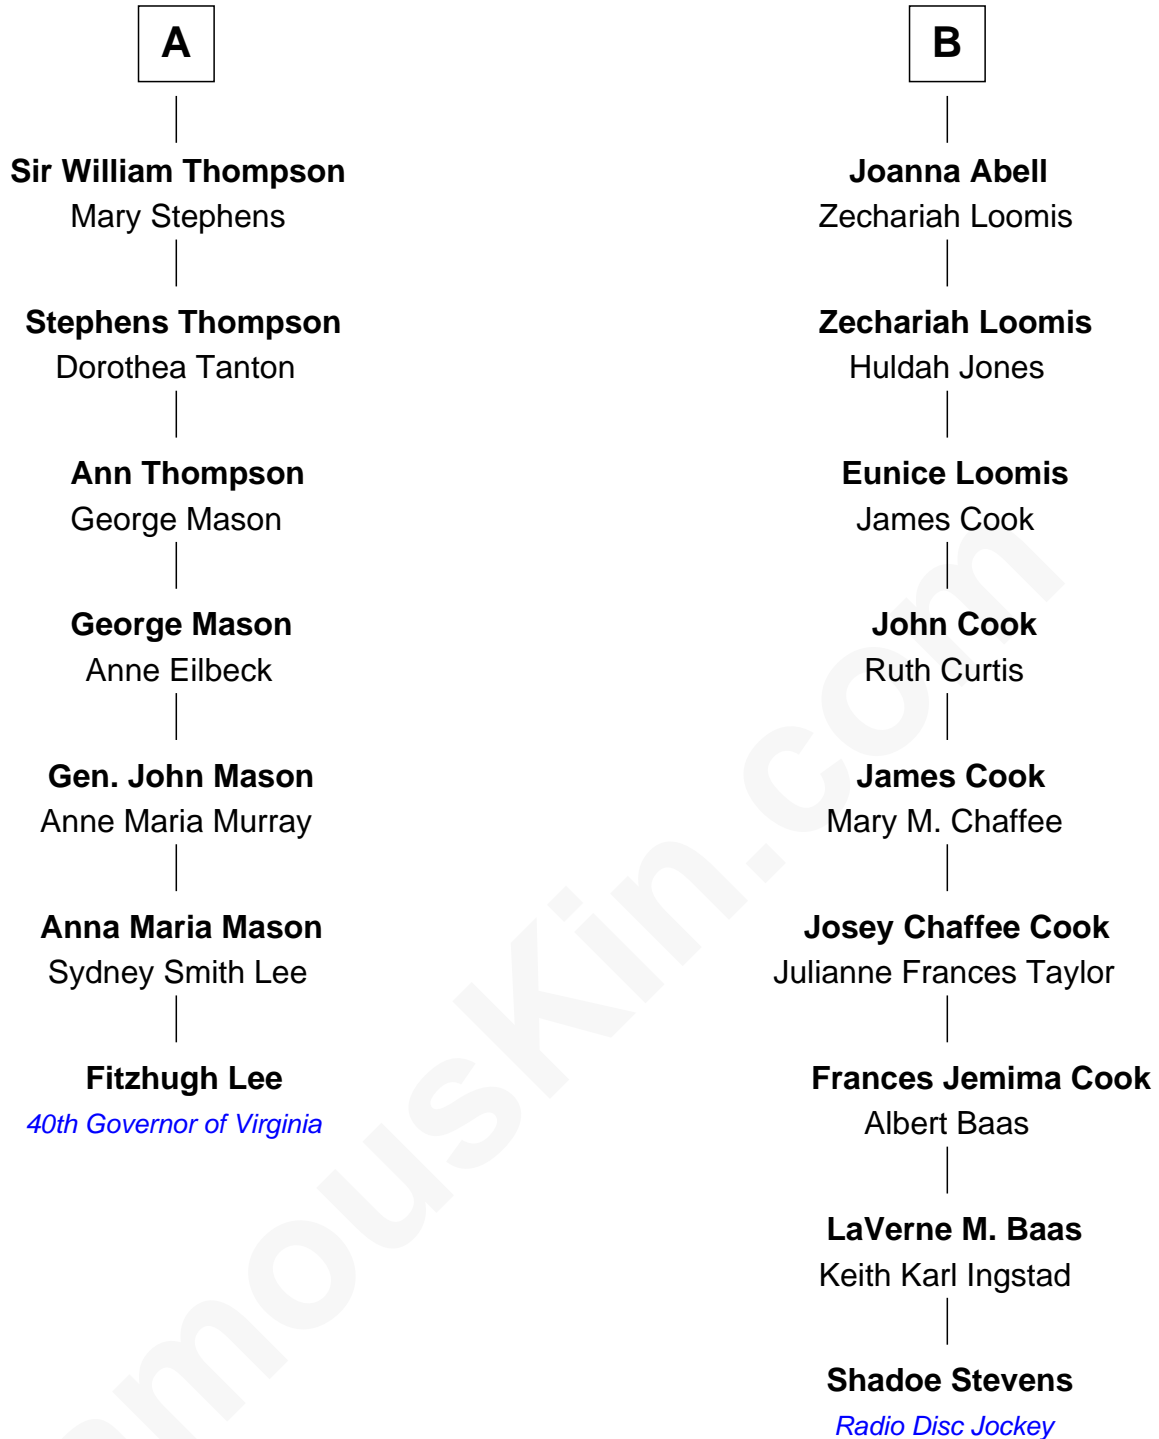 A
Sir William Thompson
Mary Stephens
Stephens Thompson
Dorothea Tanton
Ann Thompson
George Mason
George Mason
Anne Eilbeck
Gen. John Mason
Anne Maria Murray
Anna Maria Mason
Sydney Smith Lee
Fitzhugh Lee
40th Governor of Virginia
B
Joanna Abell
Zechariah Loomis
Zechariah Loomis
Huldah Jones
Eunice Loomis
James Cook
John Cook
Ruth Curtis
James Cook
Mary M. Chaffee
Josey Chaffee Cook
Julianne Frances Taylor
Frances Jemima Cook
Albert Baas
LaVerne M. Baas
Keith Karl Ingstad
Shadoe Stevens
Radio Disc Jockey
mousKin.com